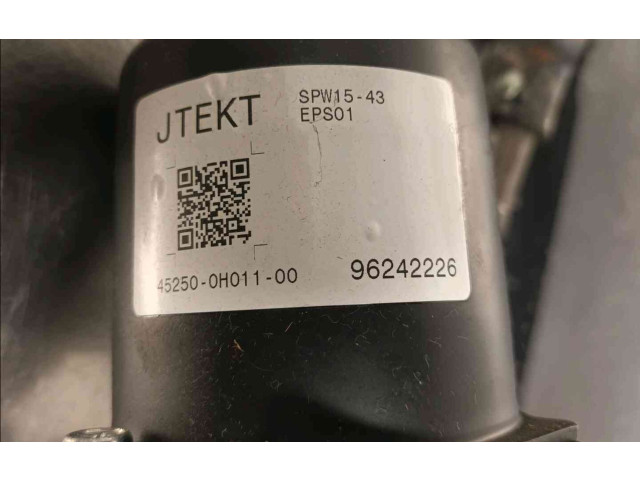 JTEKT
SPW15-43
EPS01
45250-0H011-00
96242226